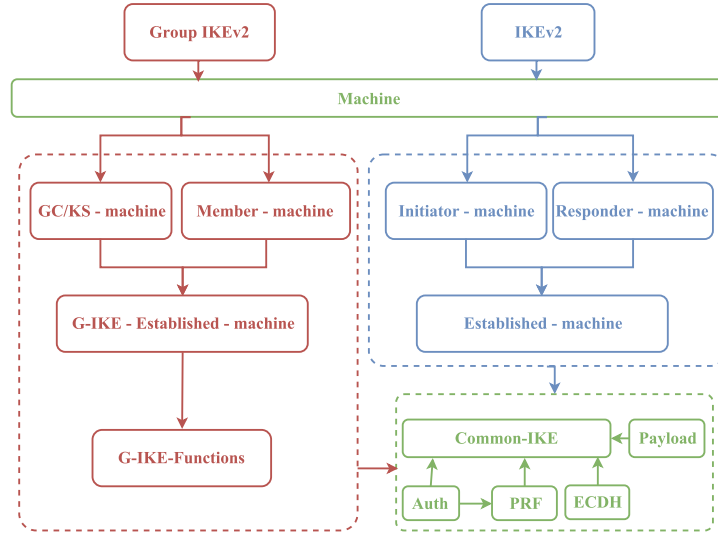 Group IKEv2
IKEv2
Machine
GC/KS - machine
Member - machine
Initiator - machine
Responder - machine
G-IKE - Established - machine
Established - machine
G-IKE-Functions
Common-IKE
Payload
Auth
PRF
ECDH